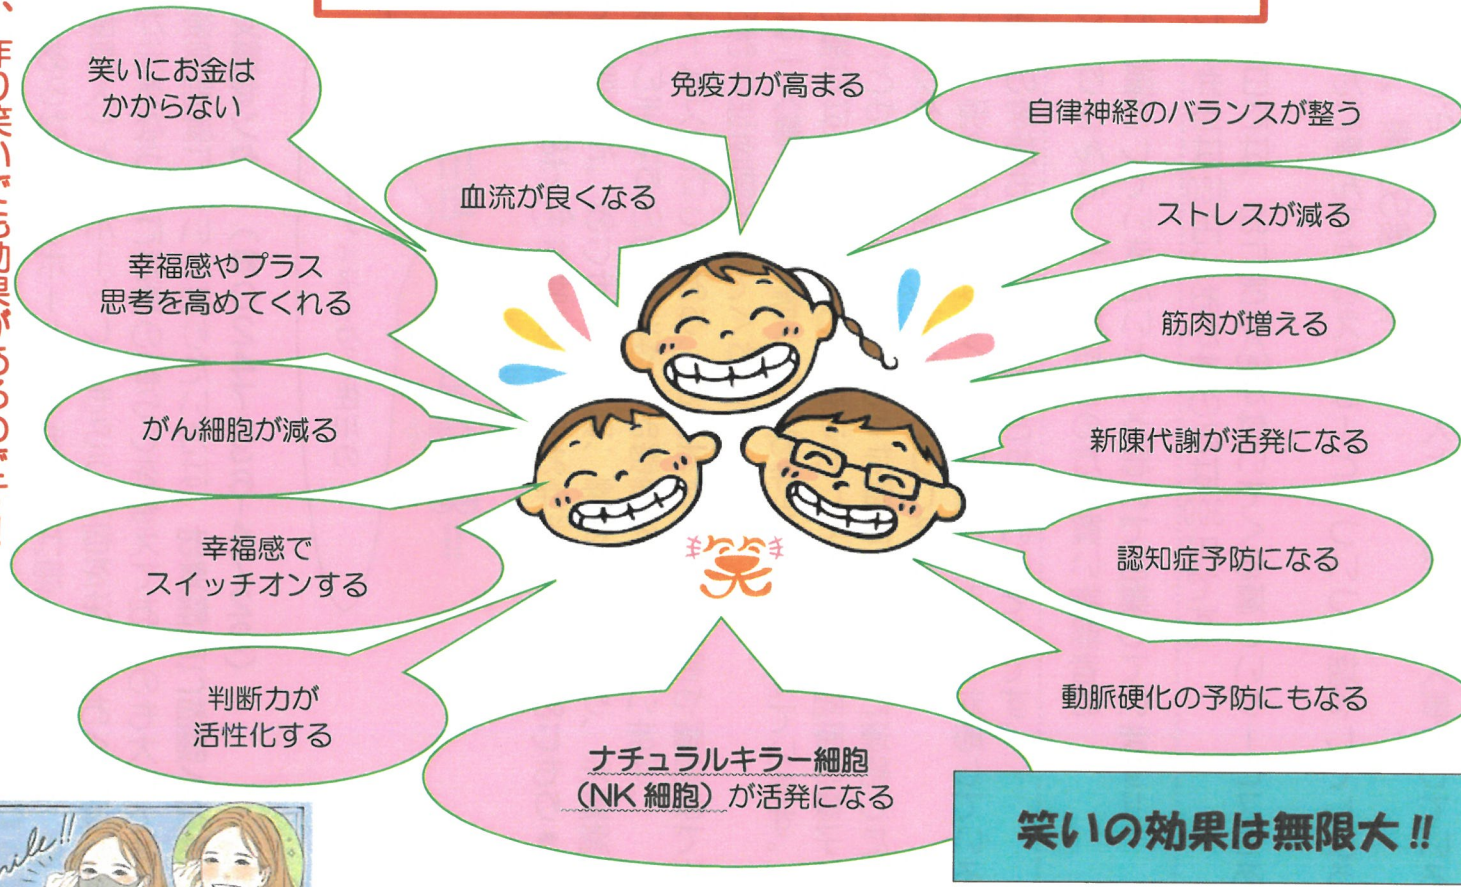 笑いにお金は
かからない
免疫力が高まる
自律神経のバランスが整う
血流が良くなる
ストレスが減る
幸福感やプラス
思考を高めてくれる
筋肉が増える
がん細胞が減る
新陳代謝が活発になる
幸福感で
スイッチオンする
認知症予防になる
笑
判断力が
活性化する
動脈硬化の予防にもなる
ナチュラルキラー細胞
(NK 細胞)が活発になる
笑いの効果は無限大!!